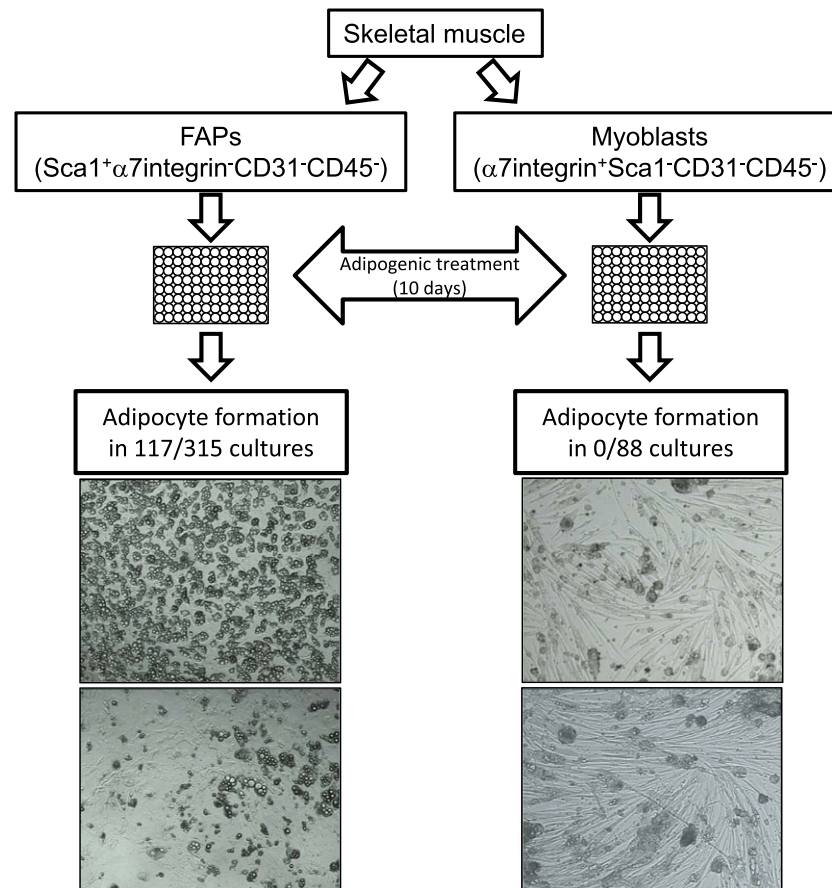 Skeletal muscle
FAPs
(Sca1⁺α7integrin⁻CD31⁻CD45⁻)
Myoblasts
(α7integrin⁺Sca1⁻CD31⁻CD45⁻)
Adipogenic treatment
(10 days)
Adipocyte formation
in 117/315 cultures
Adipocyte formation
in 0/88 cultures